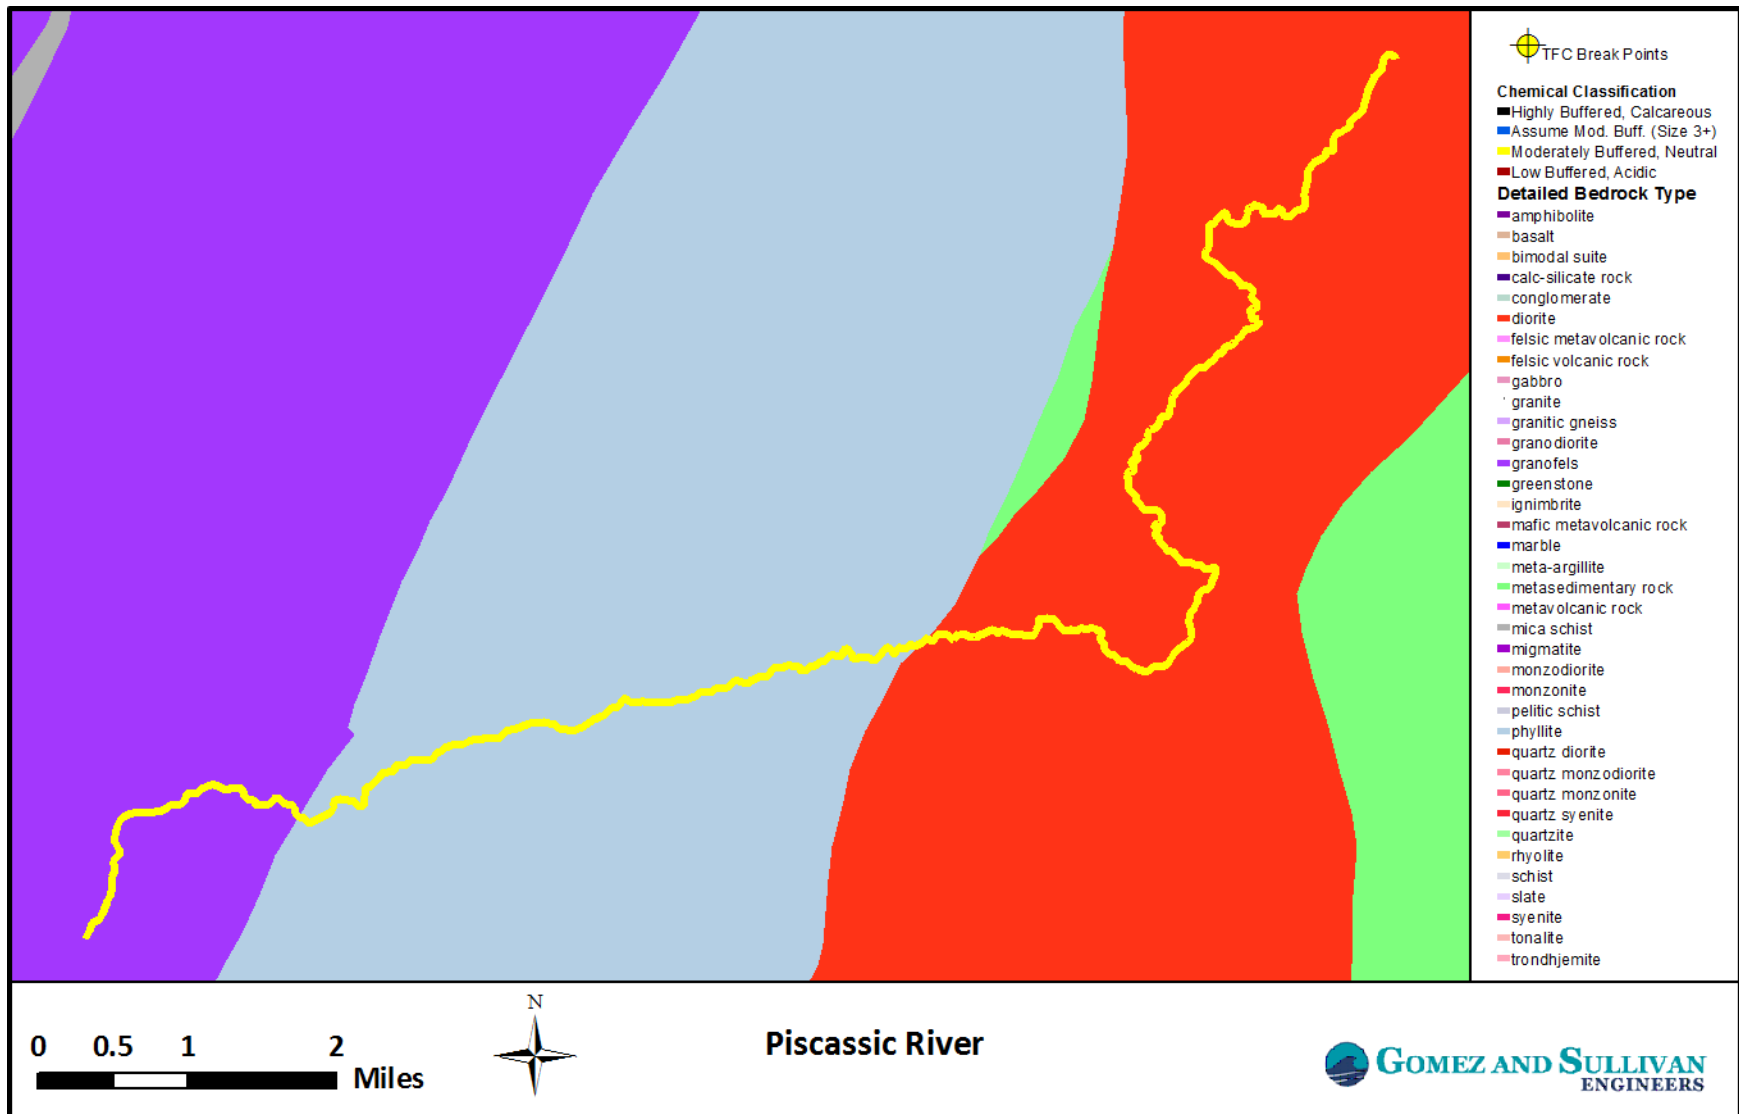 TFC Break Points
Chemical Classification
Highly Buffered, Calcareous
Assume Mod. Buff. (Size 3+)
Moderately Buffered, Neutral
Low Buffered, Acidic
Detailed Bedrock Type
amphibolite
basalt
bimodal suite
calc-silicate rock
conglomerate
diorite
felsic metavolcanic rock
felsic volcanic rock
gabbro
granite
granitic gneiss
granodiorite
granofels
greenstone
ignimbrite
mafic metavolcanic rock
marble
meta-argillite
metasedimentary rock
metavolcanic rock
mica schist
migmatite
monzodiorite
monzonite
pelitic schist
phyllite
quartz diorite
quartz monzodiorite
quartz monzonite
quartz syenite
quartzite
rhyolite
schist
slate
syenite
tonalite
trondhjemite
0 0.5 1 2
Miles
N
Piscassic River
GOMEZ AND SULLIVAN
ENGINEERS